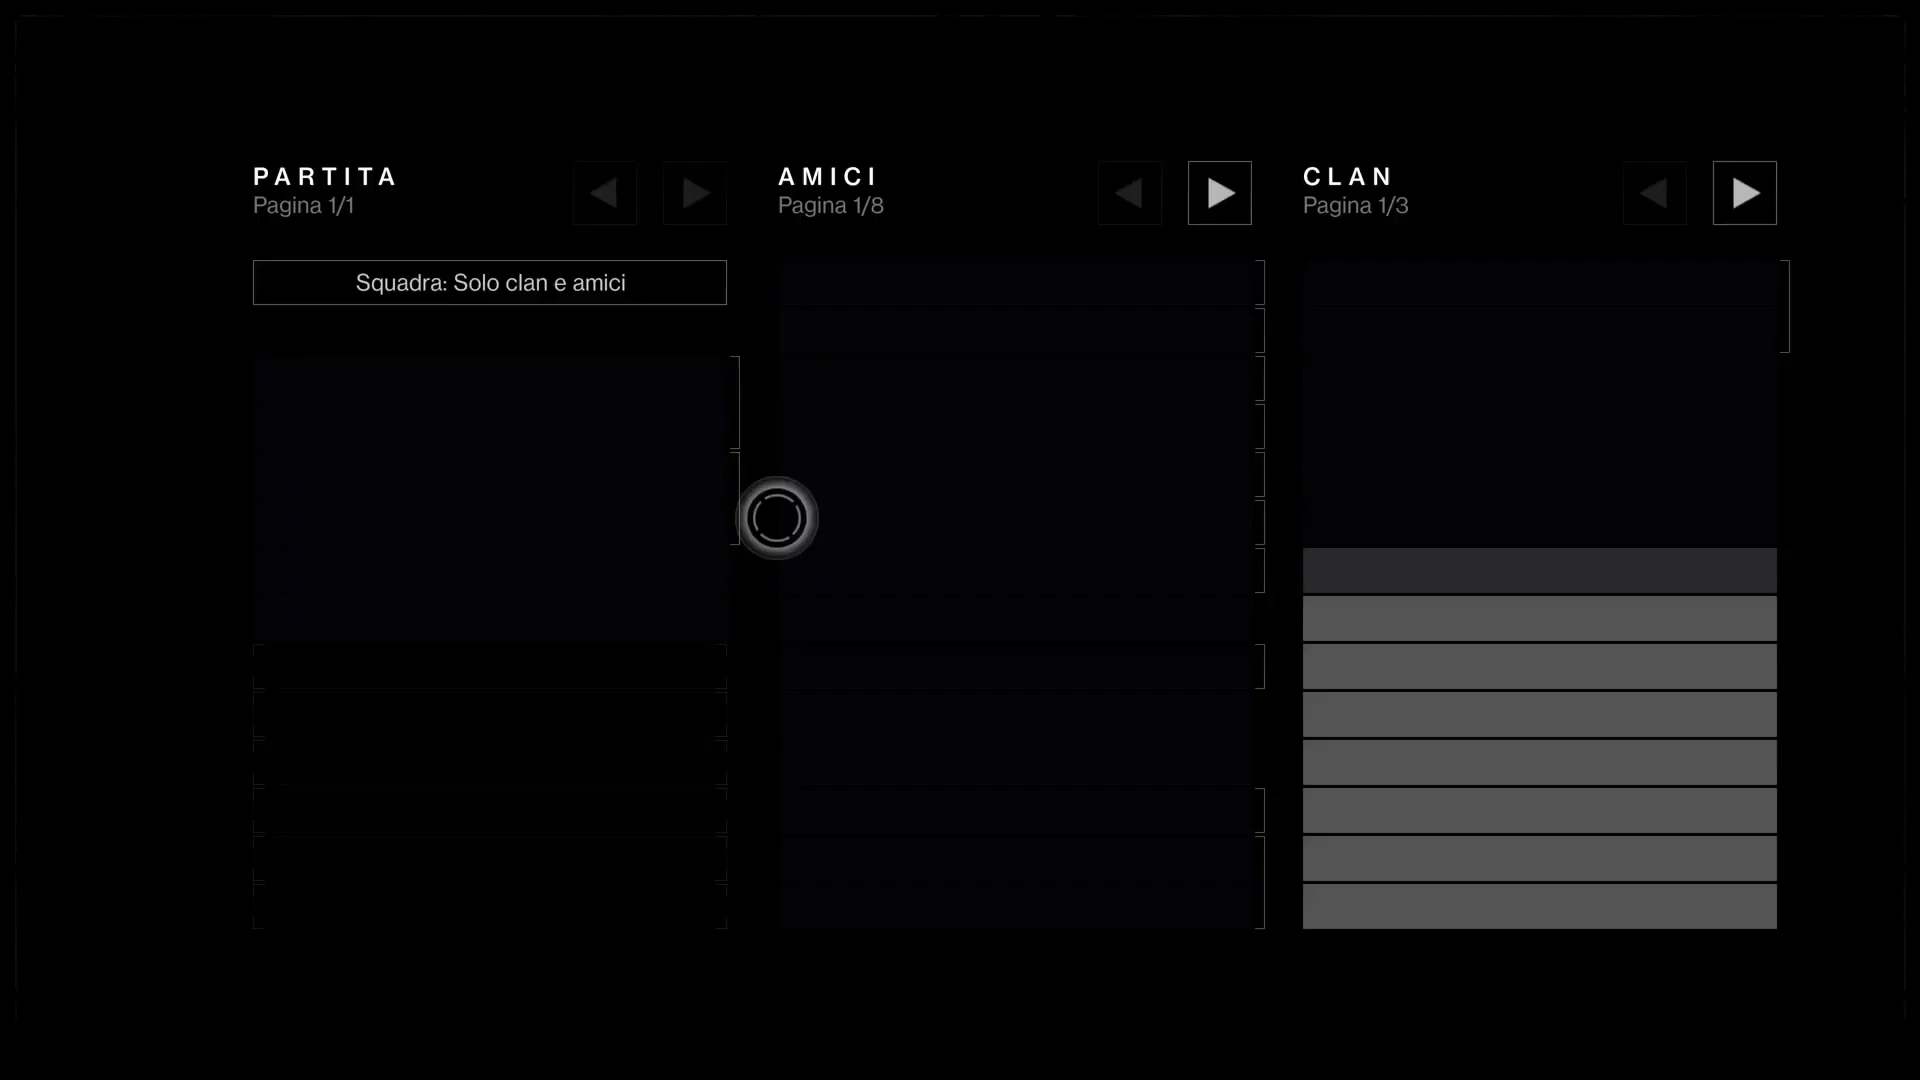 PARTITA
Pagina 1/1
AMICI
Pagina 1/8
CLAN
Pagina 1/3
Squadra: Solo clan e amici